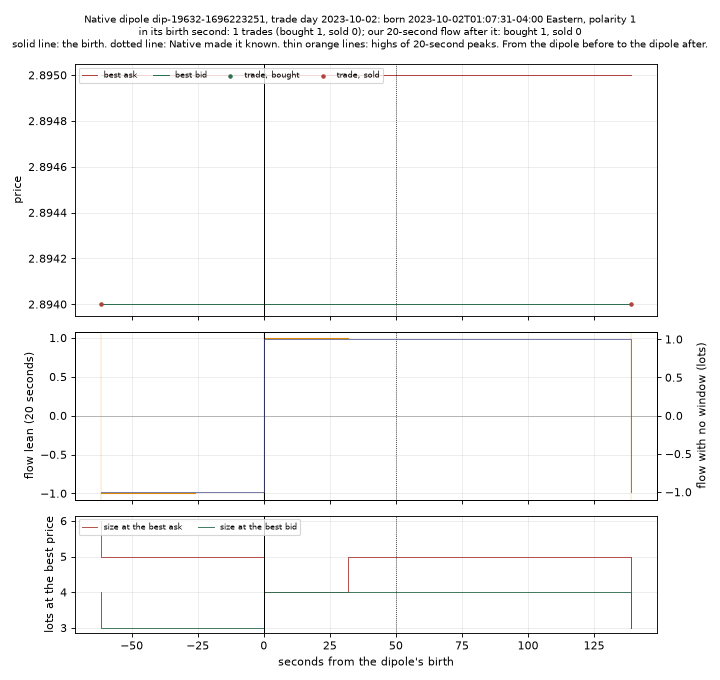 Native dipole dip-19632-1696223251, trade day 2023-10-02: born 2023-10-02T01:07:31-04:00 Eastern, polarity 1
in its birth second: 1 trades (bought 1, sold 0); our 20-second flow after it: bought 1, sold 0
solid line: the birth. dotted line: Native made it known. thin orange lines: highs of 20-second peaks. From the dipole before to the dipole after.
best ask best bid trade, bought trade, sold
2.8950
2.8948
2.8946
2.8944
2.8942
2.8940
price
1.0
0.5
0.0
−0.5
−1.0
flow lean (20 seconds)
1.0
0.5
0.0
−0.5
−1.0
flow with no window (lots)
size at the best ask size at the best bid
6
5
4
3
lots at the best price
−50 −25 0 25 50 75 100 125
seconds from the dipole's birth